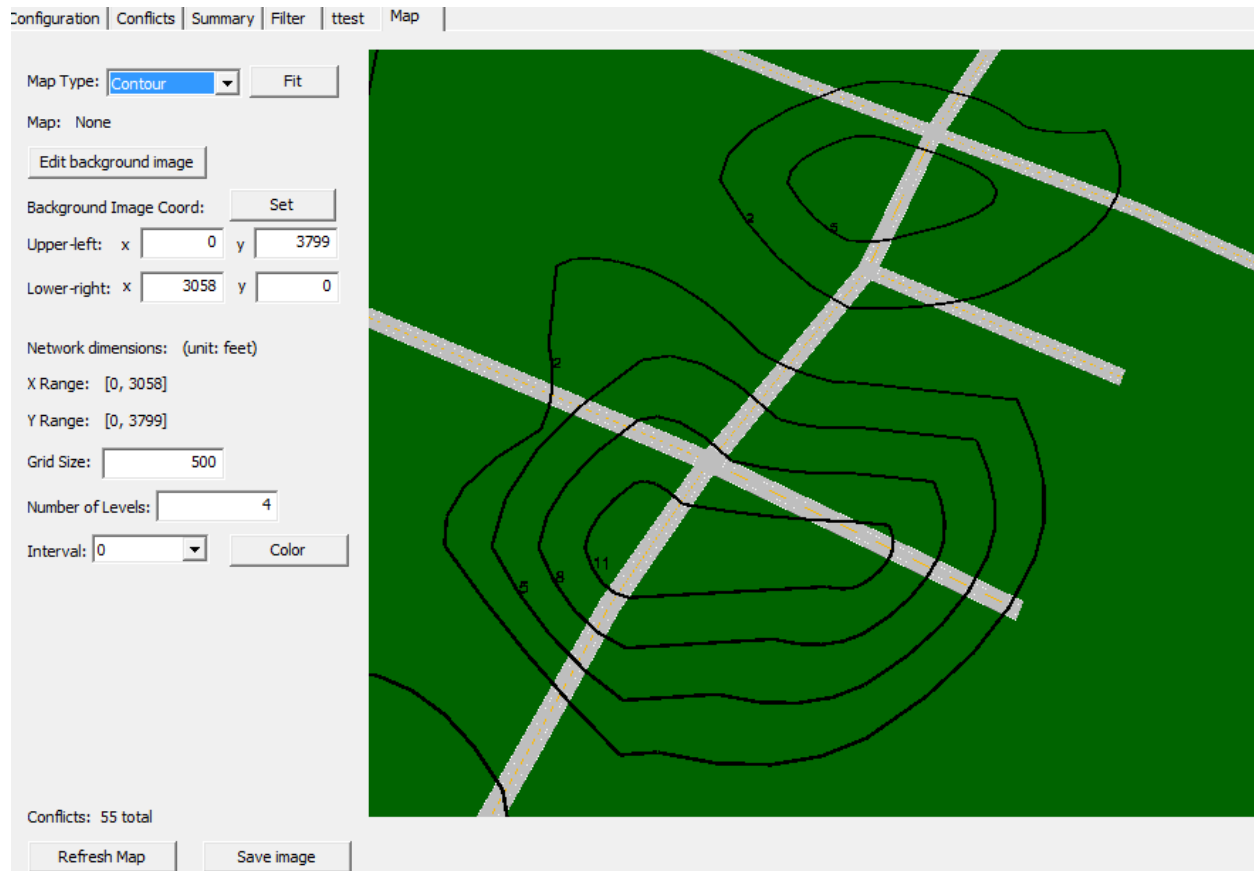 Configuration Conflicts Summary Filter ttest Map
Map Type: Contour Fit
Map: None
Edit background image
Background Image Coord: Set
Upper-left: x 0 y 3799
Lower-right: x 3058 y 0
Network dimensions: (unit: feet)
X Range: [0, 3058]
Y Range: [0, 3799]
Grid Size: 500
Number of Levels: 4
Interval: 0 Color
Conflicts: 55 total
Refresh Map Save image
2
5
2
11
8
5